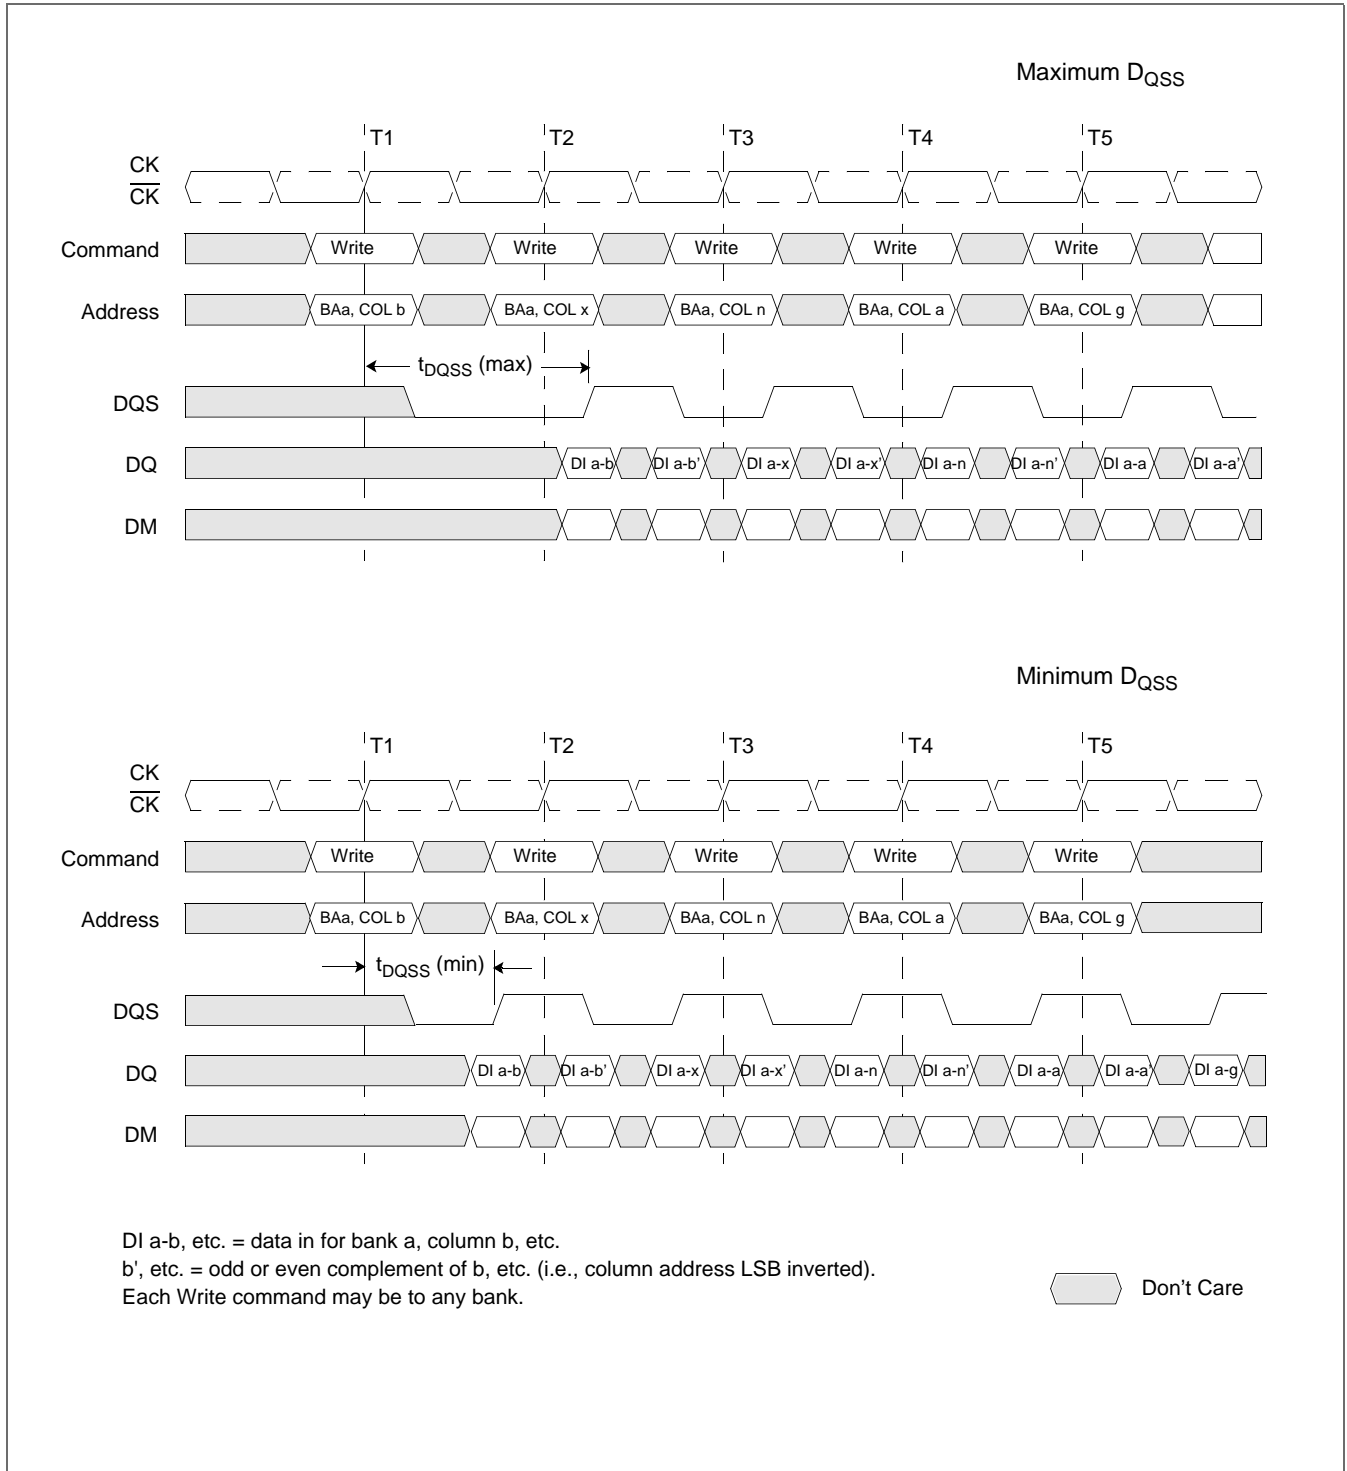 Maximum DQSS
T1 T2 T3 T4 T5
CK
CK
Command Write Write Write Write Write
Address BAa, COL b BAa, COL x BAa, COL n BAa, COL a BAa, COL g
tDQSS (max)
DQS
DQ DI a-b DI a-b' DI a-x DI a-x' DI a-n DI a-n' DI a-a DI a-a'
DM
Minimum DQSS
T1 T2 T3 T4 T5
CK
CK
Command Write Write Write Write Write
Address BAa, COL b BAa, COL x BAa, COL n BAa, COL a BAa, COL g
tDQSS (min)
DQS
DQ DI a-b DI a-b' DI a-x DI a-x' DI a-n DI a-n' DI a-a DI a-a' DI a-g
DM
DI a-b, etc. = data in for bank a, column b, etc.
b', etc. = odd or even complement of b, etc. (i.e., column address LSB inverted).
Each Write command may be to any bank.
Don't Care